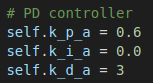 # PD controller
self.k_p_a = 0.6
self.k_i_a = 0.0
self.k_d_a = 3